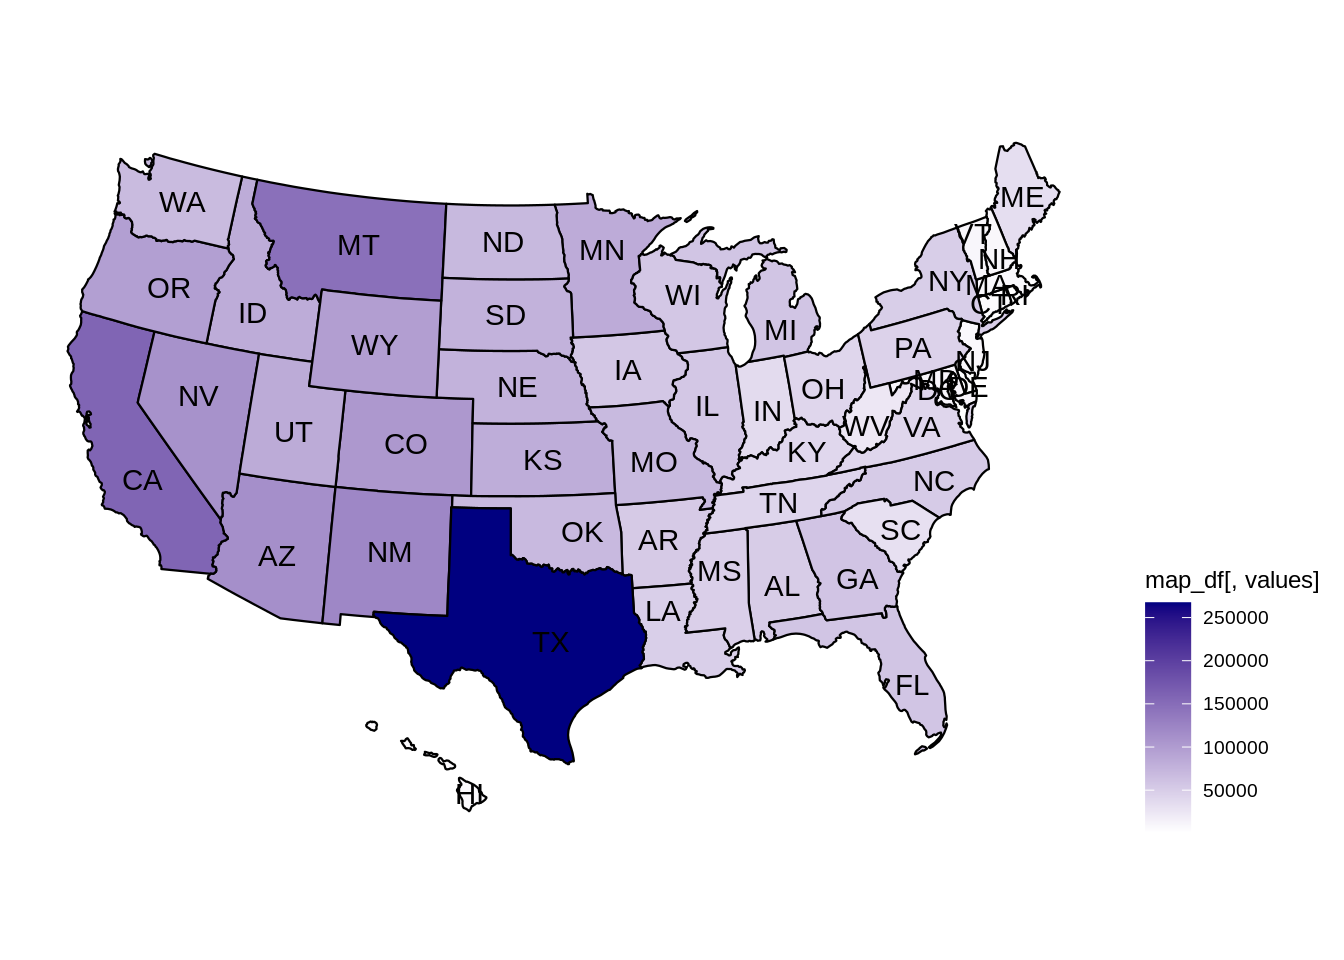 ME
WA
VT
ND
MT
MN
NH
NY
MA
OR
WI
CT
RI
ID
SD
MI
WY
PA
NJ
IA
MD
DE
DC
NE
OH
NV
IL
IN
WV
VA
UT
CO
KY
KS
MO
CA
NC
TN
SC
OK
AR
NM
AZ
MS
GA
AL
LA
TX
FL
HI
map_df[, values]
250000
200000
150000
100000
50000